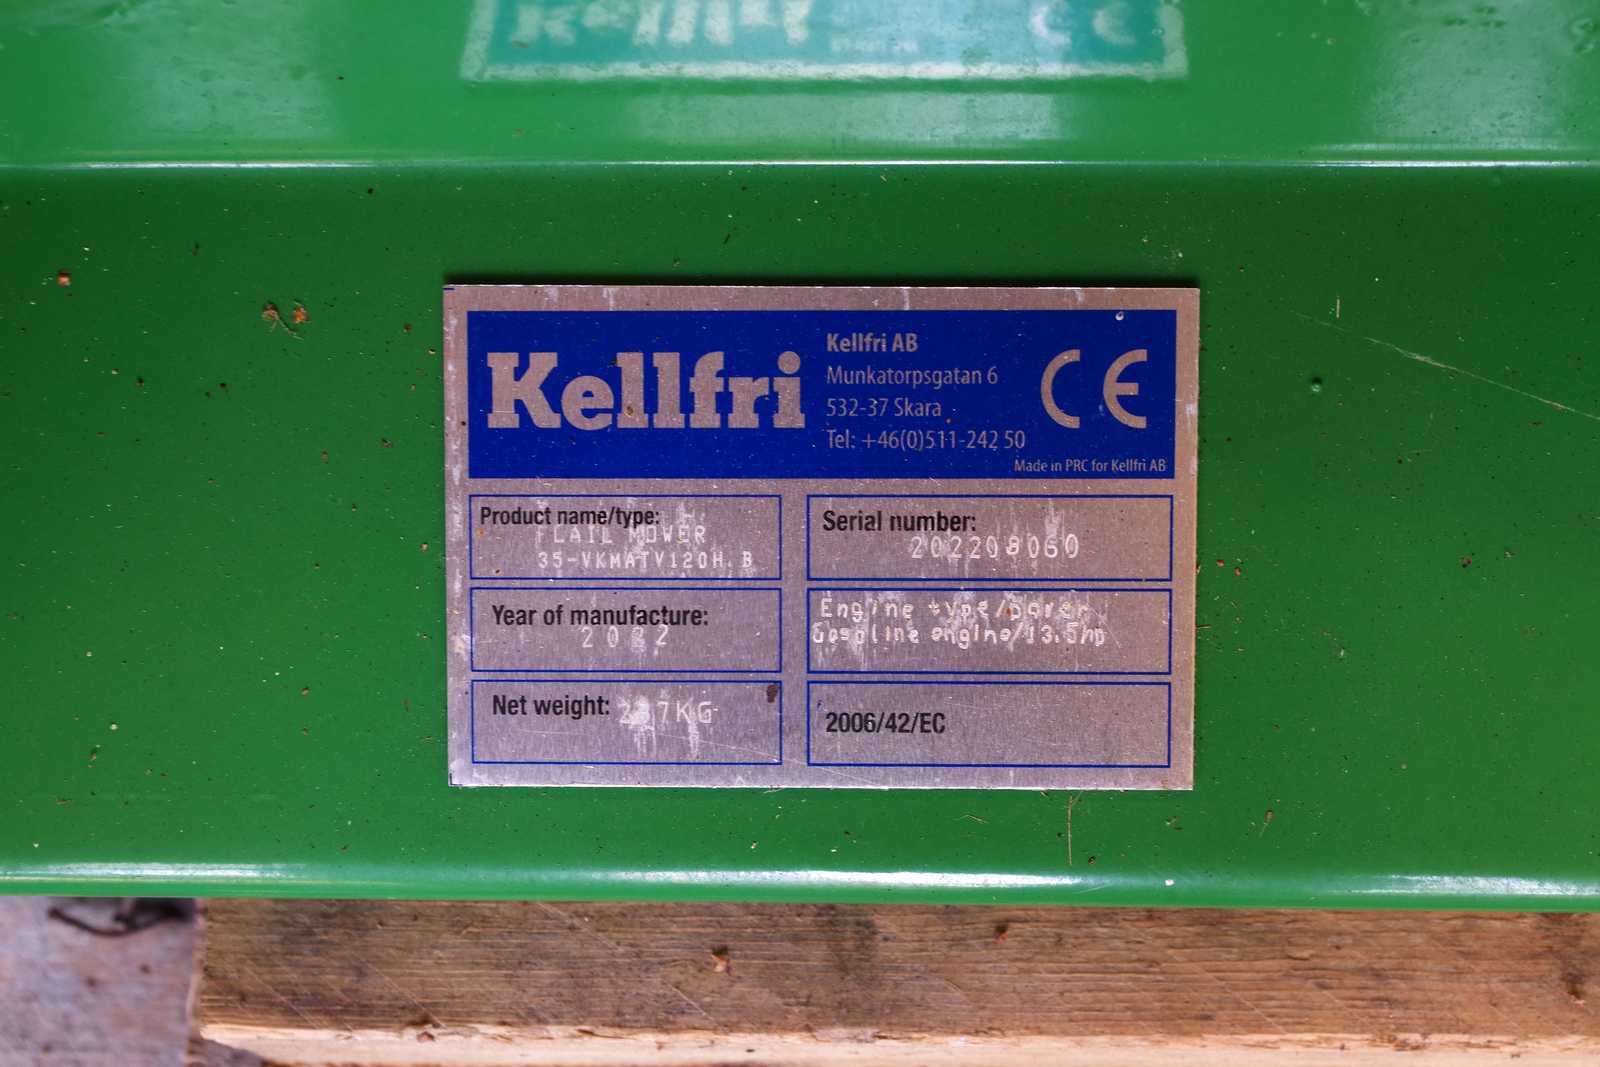 Kellfri
Kellfri AB
Munkatorpsgatan 6
532-37 Skara
Tel: +46(0)511-242 50
CE
Made in PRC for Kellfri AB
Product name/type:
FLAIL MOWER
35-VKMATV120H.B
Serial number:
202209060
Year of manufacture:
2022
Engine type/power
Gasoline engine/13.5hp
Net weight:
2006/42/EC